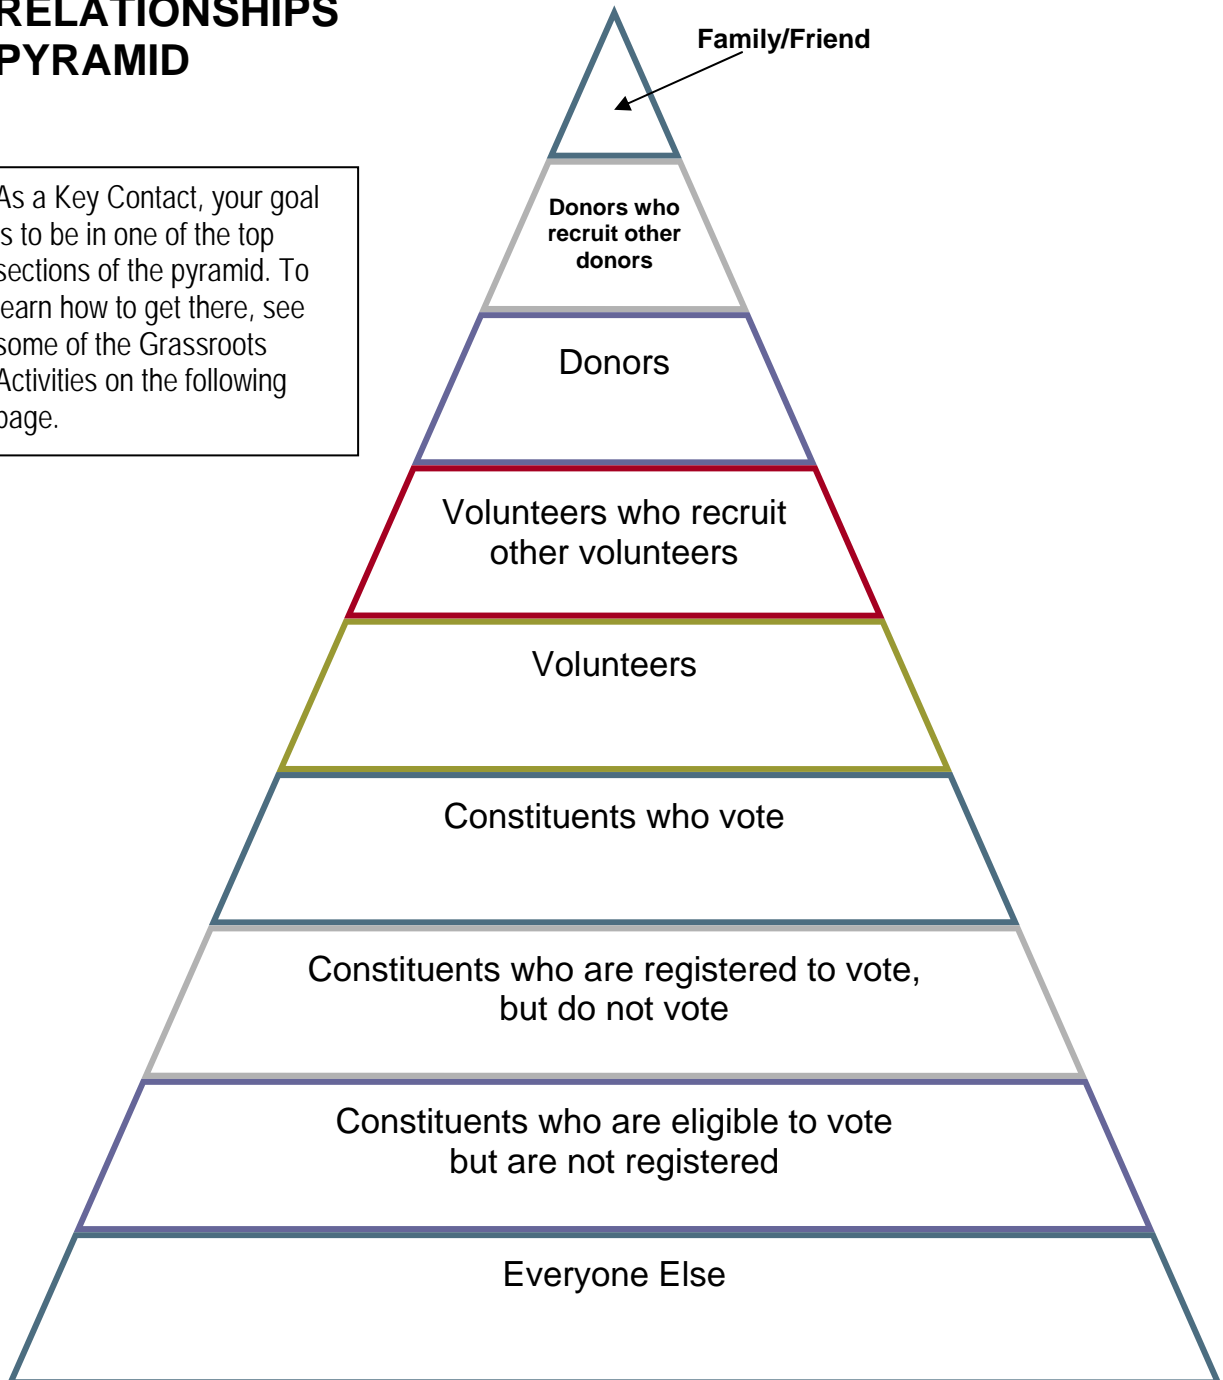 RELATIONSHIPS
PYRAMID
Family/Friend
As a Key Contact, your goal
is to be in one of the top
sections of the pyramid. To
learn how to get there, see
some of the Grassroots
Activities on the following
page.
Donors who
recruit other
donors
Donors
Volunteers who recruit
other volunteers
Volunteers
Constituents who vote
Constituents who are registered to vote,
but do not vote
Constituents who are eligible to vote
but are not registered
Everyone Else